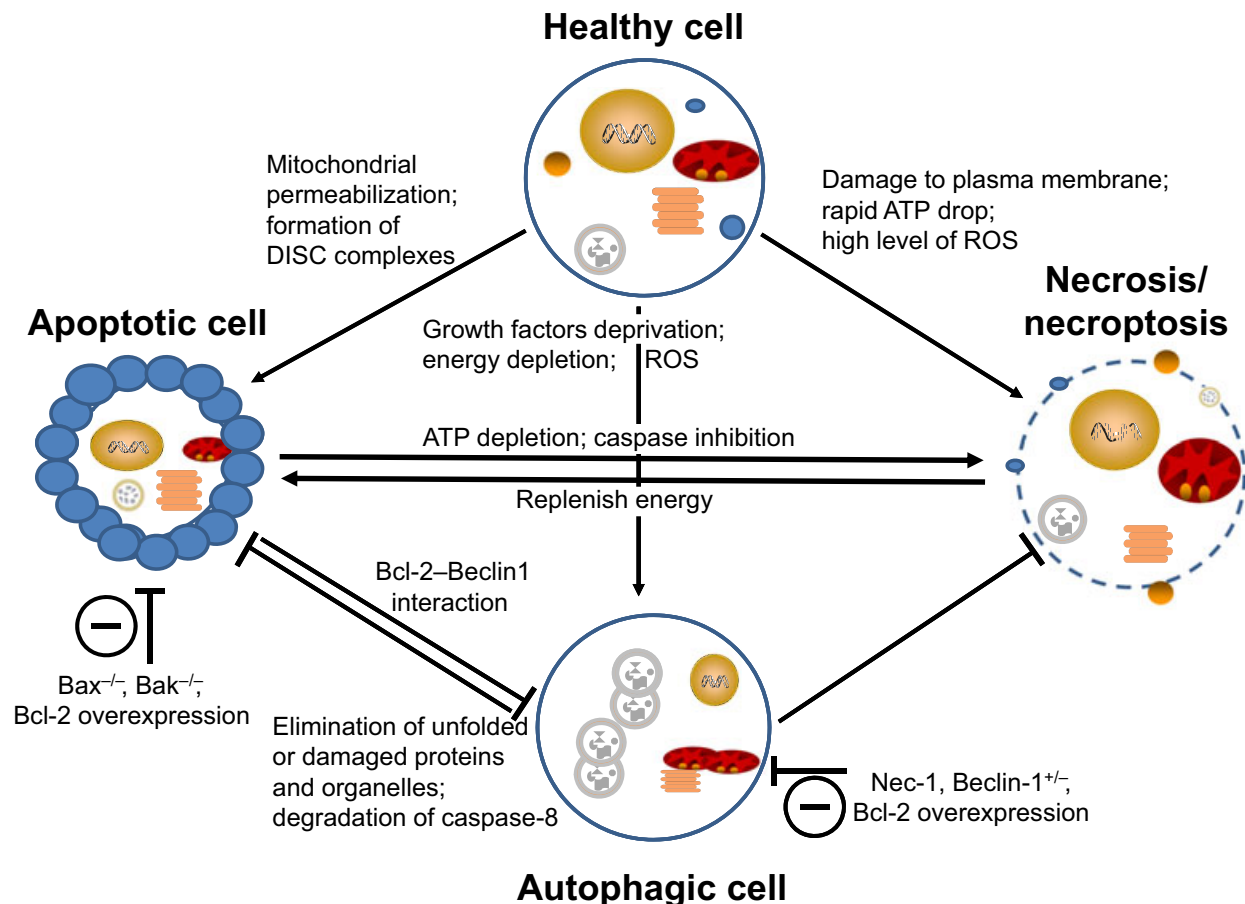 Healthy cell
Mitochondrial
permeabilization;
formation of
DISC complexes
Damage to plasma membrane;
rapid ATP drop;
high level of ROS
Necrosis/
necroptosis
Apoptotic cell
Growth factors deprivation;
energy depletion; ROS
ATP depletion; caspase inhibition
Replenish energy
Bcl-2–Beclin1
interaction
Bax–/–, Bak–/–,
Bcl-2 overexpression
Elimination of unfolded
or damaged proteins
and organelles;
degradation of caspase-8
Nec-1, Beclin-1+/–,
Bcl-2 overexpression
Autophagic cell